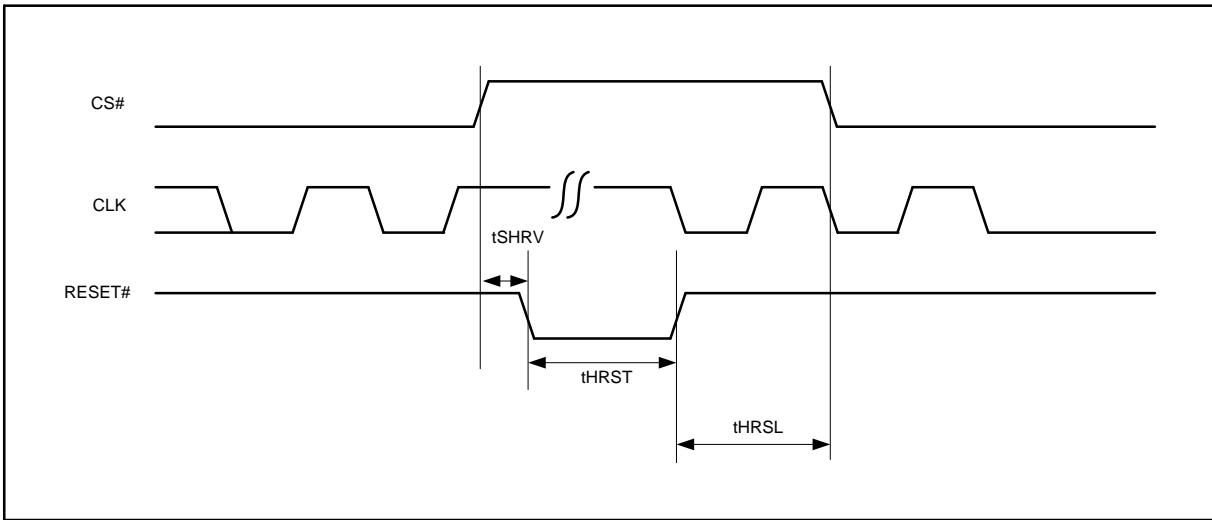 CS#
CLK
tSHRV
RESET#
tHRST
tHRSL